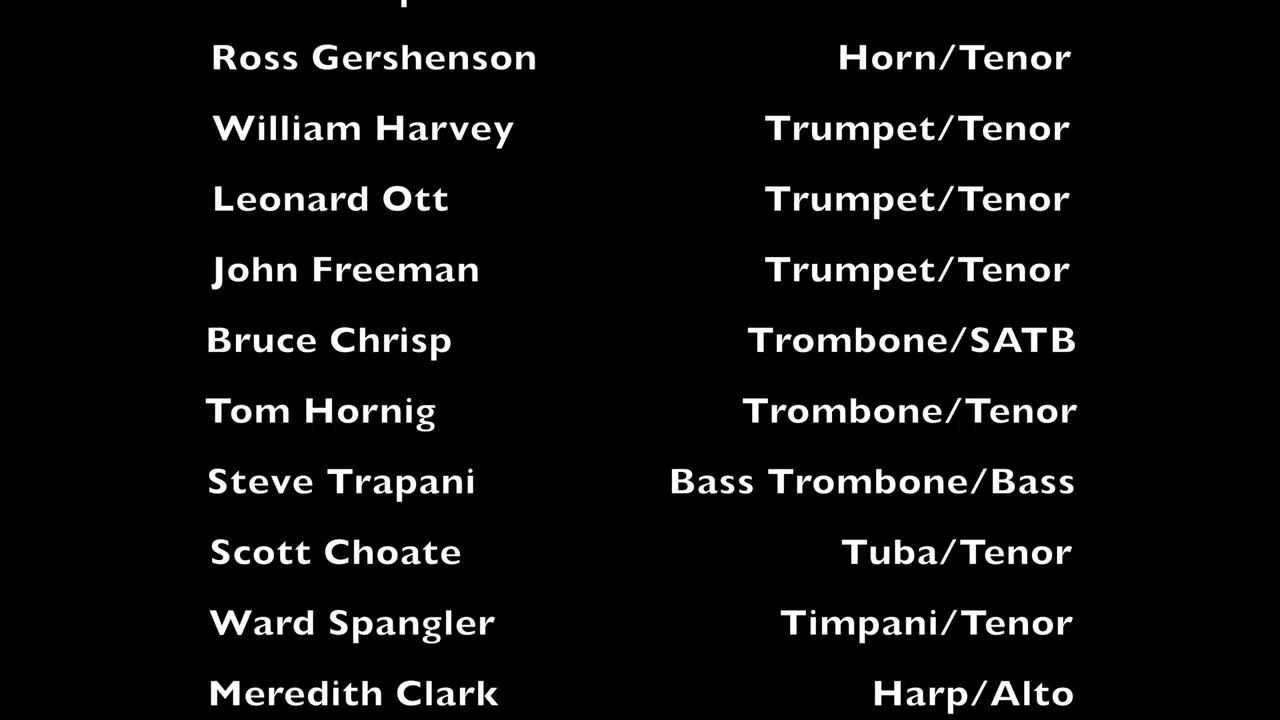 Ross Gershenson Horn/Tenor
William Harvey Trumpet/Tenor
Leonard Ott Trumpet/Tenor
John Freeman Trumpet/Tenor
Bruce Chrisp Trombone/SATB
Tom Hornig Trombone/Tenor
Steve Trapani Bass Trombone/Bass
Scott Choate Tuba/Tenor
Ward Spangler Timpani/Tenor
Meredith Clark Harp/Alto